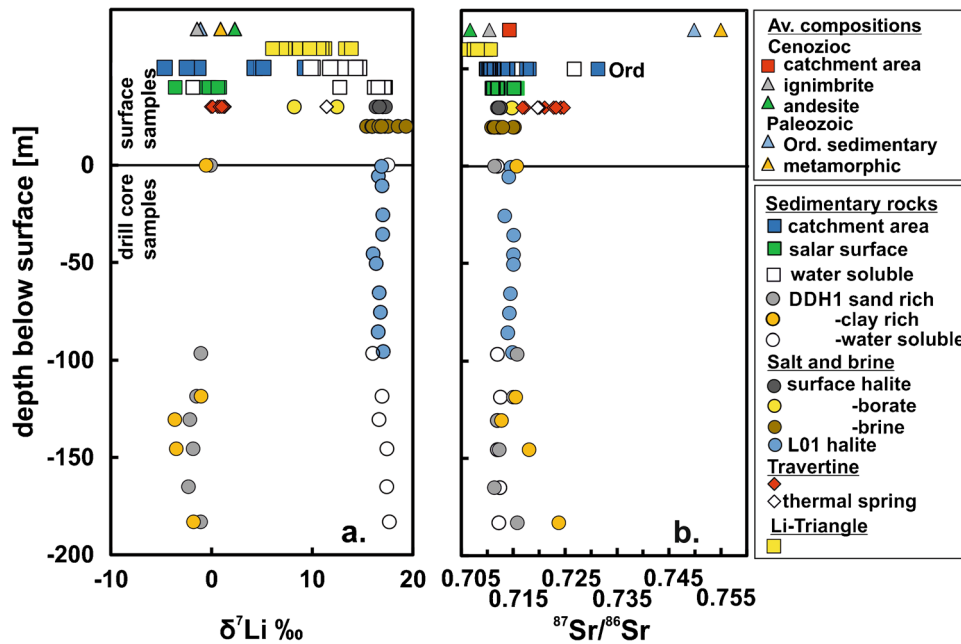 depth below surface [m]
surface
samples
drill core
samples
0
-50
-100
-150
-200
a.
-10
0
10
20
δ⁷Li ‰
Ord
b.
0.705
0.725
0.745
0.715
0.735
0.755
⁸⁷Sr/⁸⁶Sr
Av. compositions
Cenozioc
catchment area
ignimbrite
andesite
Paleozoic
Ord. sedimentary
metamorphic
Sedimentary rocks
catchment area
salar surface
water soluble
DDH1 sand rich
-clay rich
-water soluble
Salt and brine
surface halite
-borate
-brine
L01 halite
Travertine
thermal spring
Li-Triangle